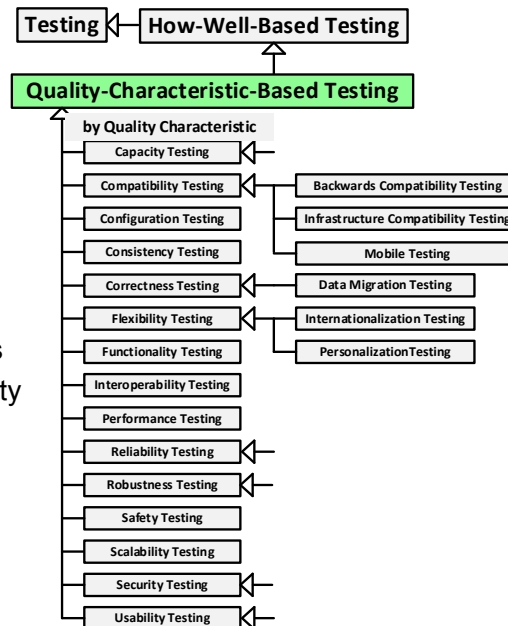 Testing
How-Well-Based Testing
Quality-Characteristic-Based Testing
by Quality Characteristic
Capacity Testing
Compatibility Testing
Backwards Compatibility Testing
Configuration Testing
Infrastructure Compatibility Testing
Consistency Testing
Mobile Testing
Correctness Testing
Data Migration Testing
Flexibility Testing
Internationalization Testing
s
Functionality Testing
PersonalizationTesting
ty
Interoperability Testing
Performance Testing
Reliability Testing
Robustness Testing
Safety Testing
Scalability Testing
Security Testing
Usability Testing